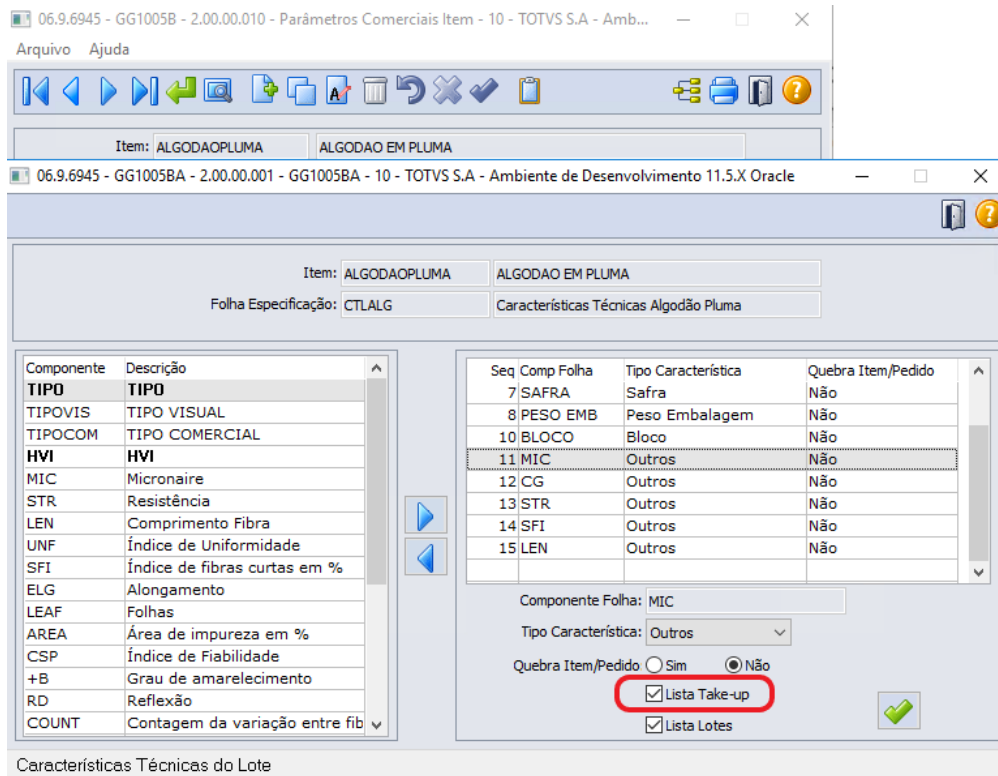 06.9.6945 - GG1005B - 2.00.00.010 - Parâmetros Comerciais Item - 10 - TOTVS S.A - Amb...
Arquivo Ajuda
Item: ALGODAOPLUMA ALGODAO EM PLUMA
06.9.6945 - GG1005BA - 2.00.00.001 - GG1005BA - 10 - TOTVS S.A - Ambiente de Desenvolvimento 11.5.X Oracle
Item: ALGODAOPLUMA ALGODAO EM PLUMA
Folha Especificação: CTLALG Características Técnicas Algodão Pluma
Componente Descrição
TIPO TIPO
TIPOVIS TIPO VISUAL
TIPOCOM TIPO COMERCIAL
HVI HVI
MIC Micronaire
STR Resistência
LEN Comprimento Fibra
UNF Índice de Uniformidade
SFI Índice de fibras curtas em %
ELG Alongamento
LEAF Folhas
AREA Área de impureza em %
CSP Índice de Fiabilidade
+B Grau de amarelecimento
RD Reflexão
COUNT Contagem da variação entre fib
Seq Comp Folha Tipo Característica Quebra Item/Pedido
7 SAFRA Safra Não
8 PESO EMB Peso Embalagem Não
10 BLOCO Bloco Não
11 MIC Outros Não
12 CG Outros Não
13 STR Outros Não
14 SFI Outros Não
15 LEN Outros Não
Componente Folha: MIC
Tipo Característica: Outros
Quebra Item/Pedido Sim Não
Lista Take-up
Lista Lotes
Características Técnicas do Lote